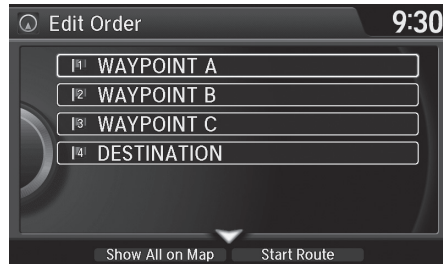 Edit Order
9:30
1 WAYPOINT A
2 WAYPOINT B
3 WAYPOINT C
4 DESTINATION
Show All on Map
Start Route